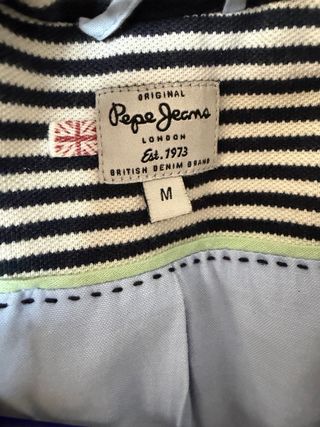 ORIGINAL
Pepe Jeans
LONDON
Est. 1973
BRITISH DENIM BRAND
M